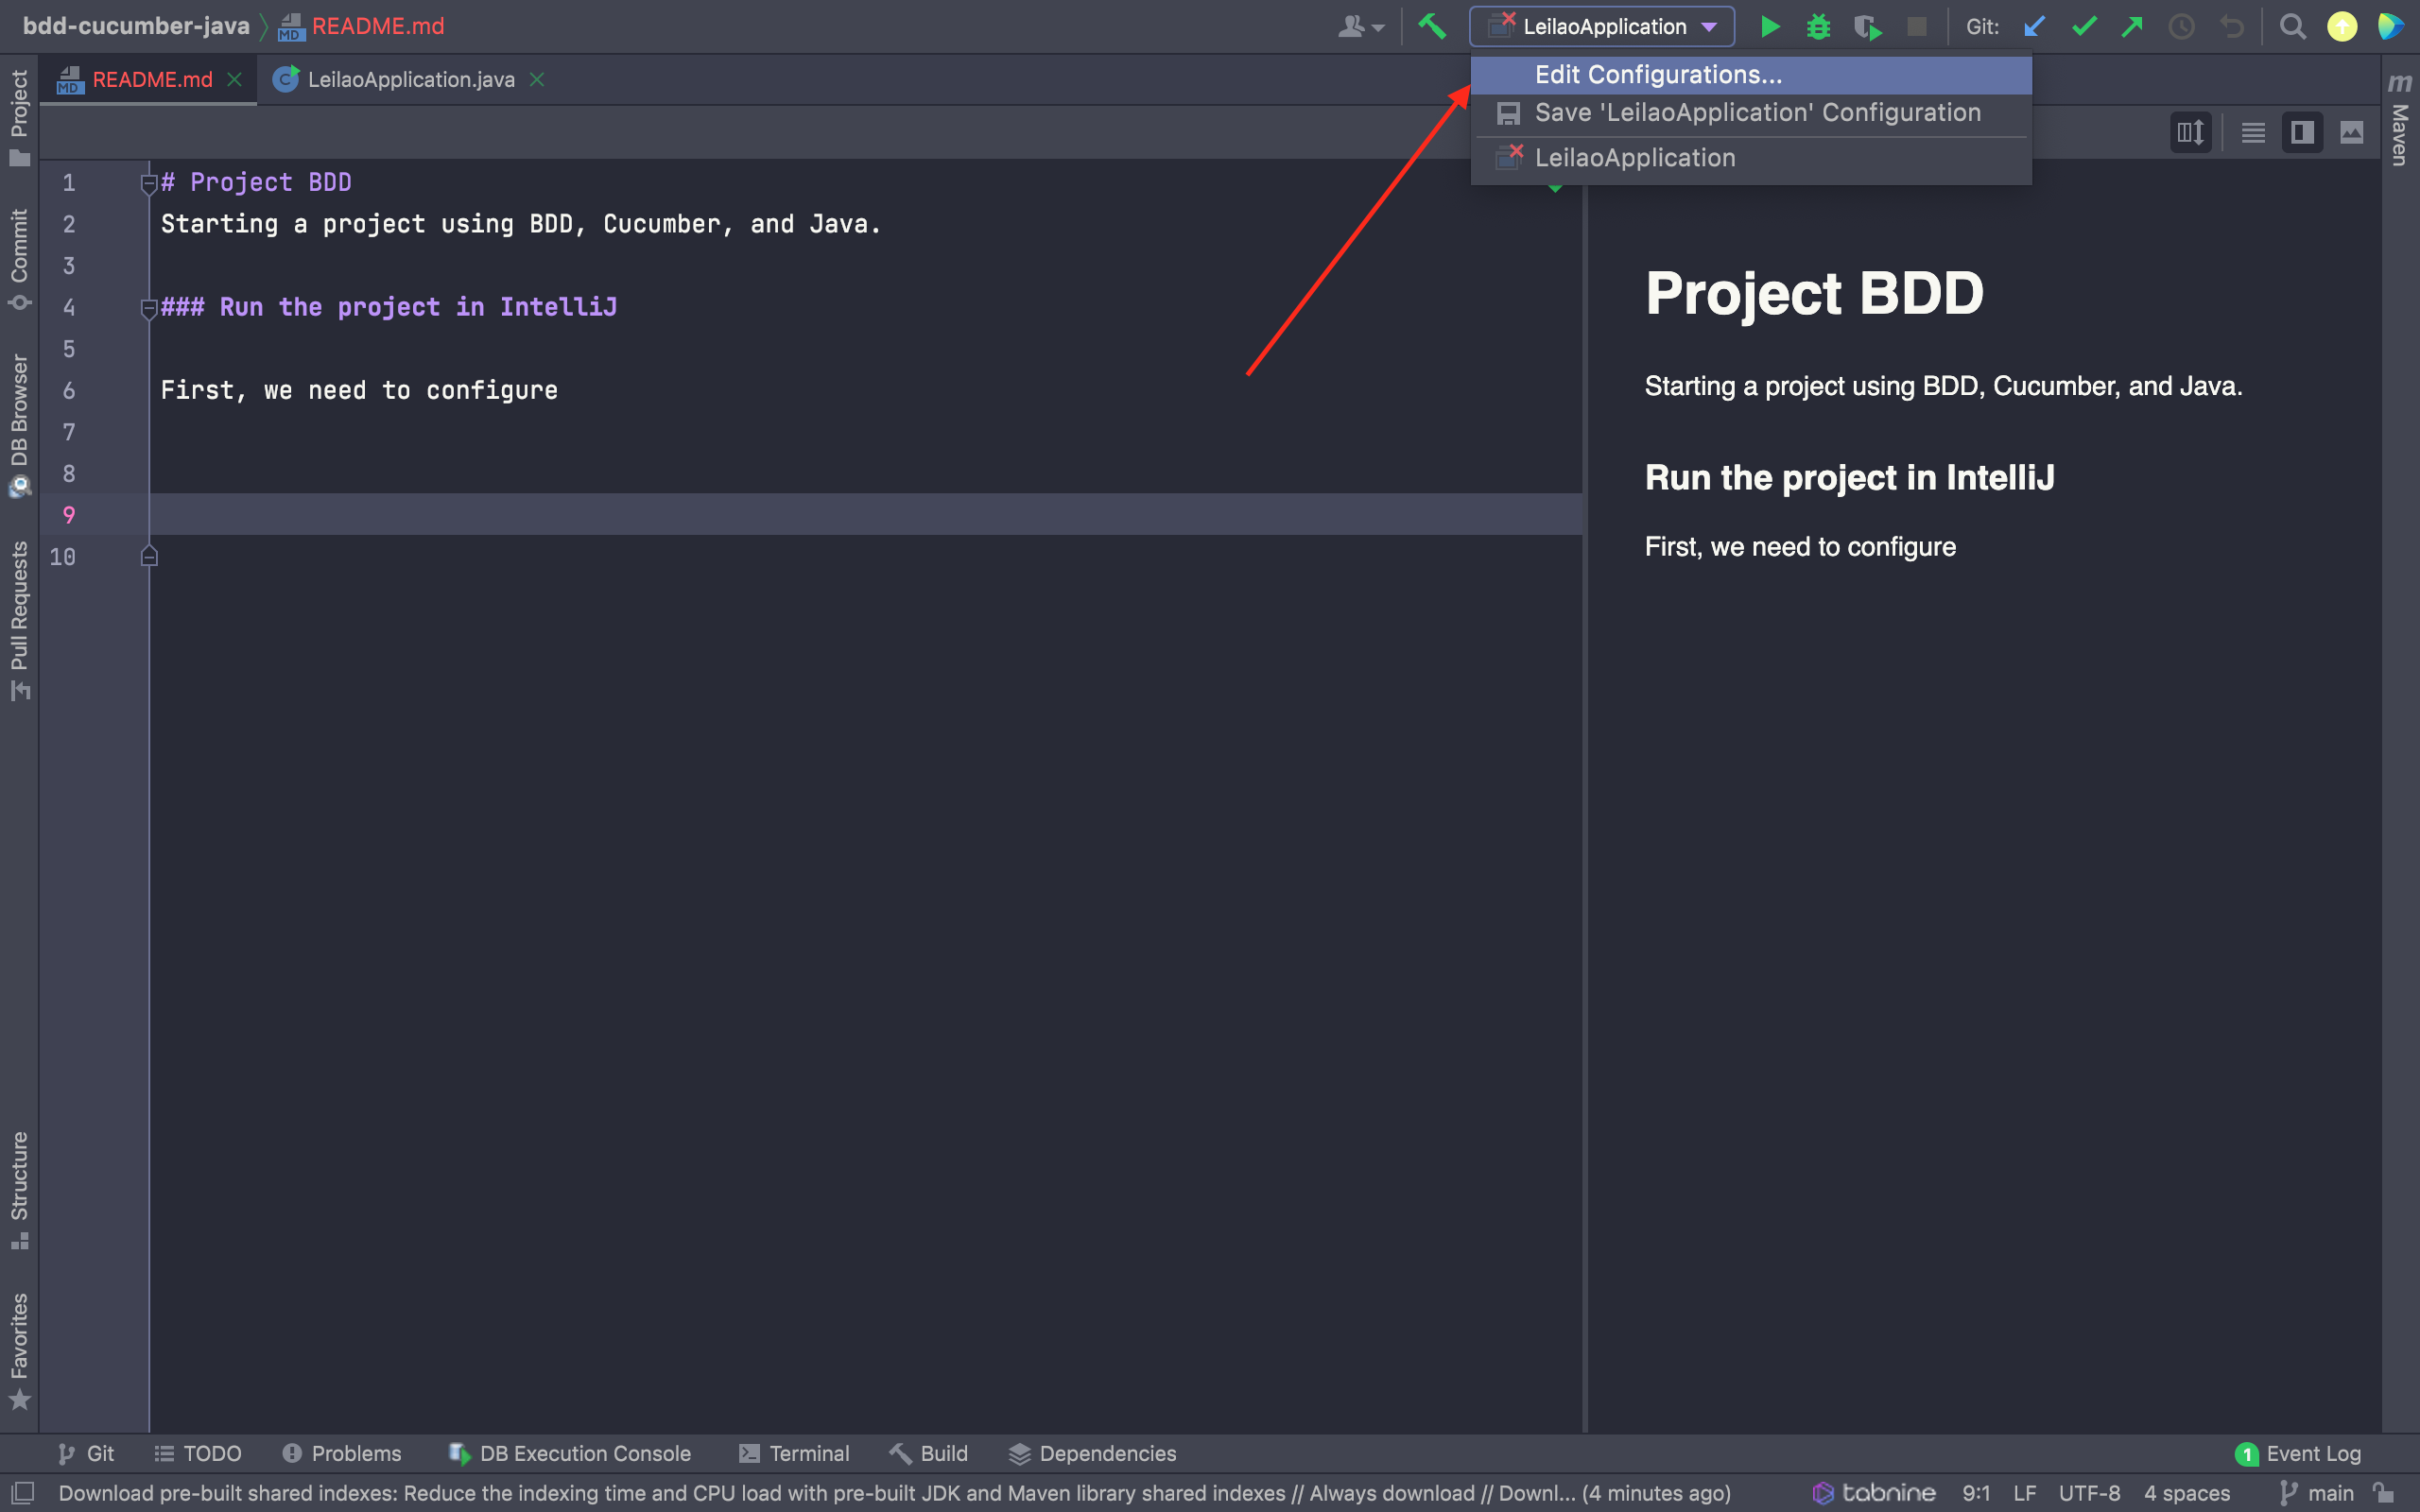 bdd-cucumber-java
README.md
LeilaoApplication
Git:
README.md
LeilaoApplication.java
Edit Configurations...
Save 'LeilaoApplication' Configuration
LeilaoApplication
Project
Commit
DB Browser
Pull Requests
Structure
Favorites
m
Maven
1 # Project BDD
2 Starting a project using BDD, Cucumber, and Java.
3
4 ### Run the project in IntelliJ
5
6 First, we need to configure
7
8
9
10
Project BDD
Starting a project using BDD, Cucumber, and Java.
Run the project in IntelliJ
First, we need to configure
Git
TODO
Problems
DB Execution Console
Terminal
Build
Dependencies
1 Event Log
Download pre-built shared indexes: Reduce the indexing time and CPU load with pre-built JDK and Maven library shared indexes // Always download // Downl... (4 minutes ago)
tabnine
9:1
LF
UTF-8
4 spaces
main